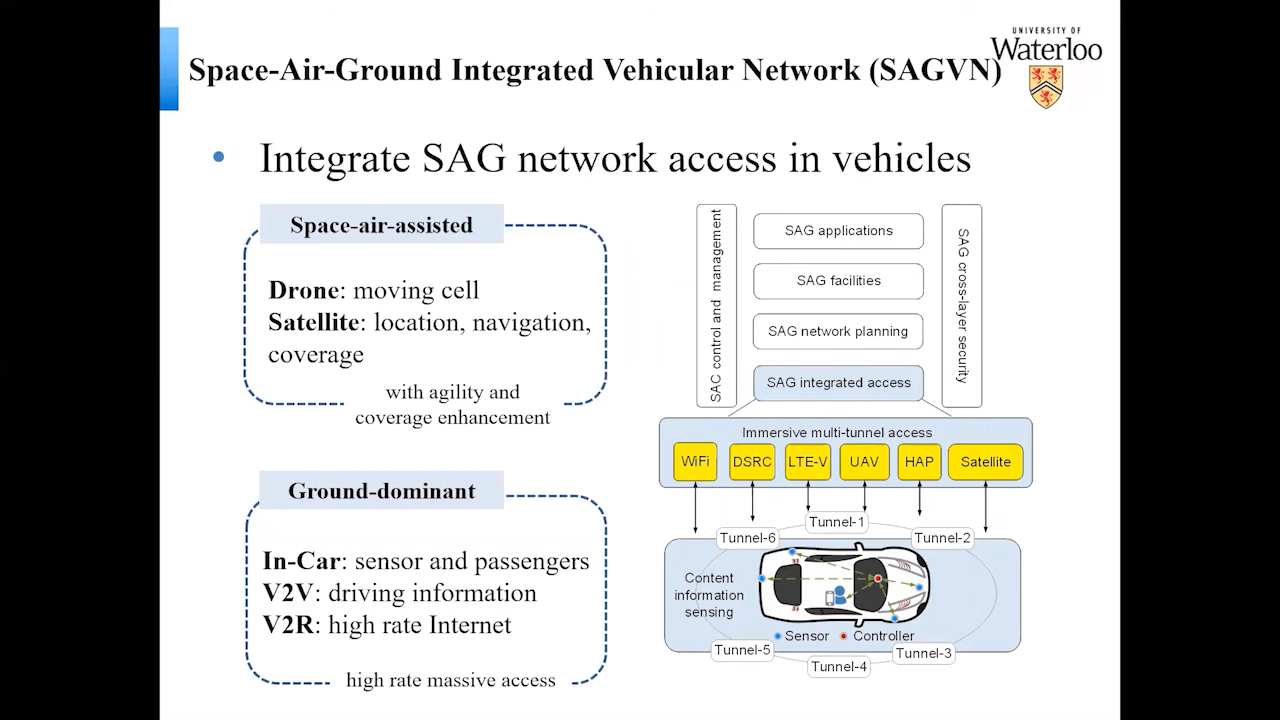 UNIVERSITY OF
Waterloo
Space-Air-Ground Integrated Vehicular Network (SAGVN)
• Integrate SAG network access in vehicles
Space-air-assisted
Drone: moving cell
Satellite: location, navigation,
coverage
with agility and
coverage enhancement
Ground-dominant
In-Car: sensor and passengers
V2V: driving information
V2R: high rate Internet
high rate massive access
SAC control and management
SAG applications
SAG facilities
SAG network planning
SAG integrated access
SAG cross-layer security
Immersive multi-tunnel access
WiFi DSRC LTE-V UAV HAP Satellite
Tunnel-1
Tunnel-6 Tunnel-2
Content
information
sensing
Sensor Controller
Tunnel-5 Tunnel-3
Tunnel-4